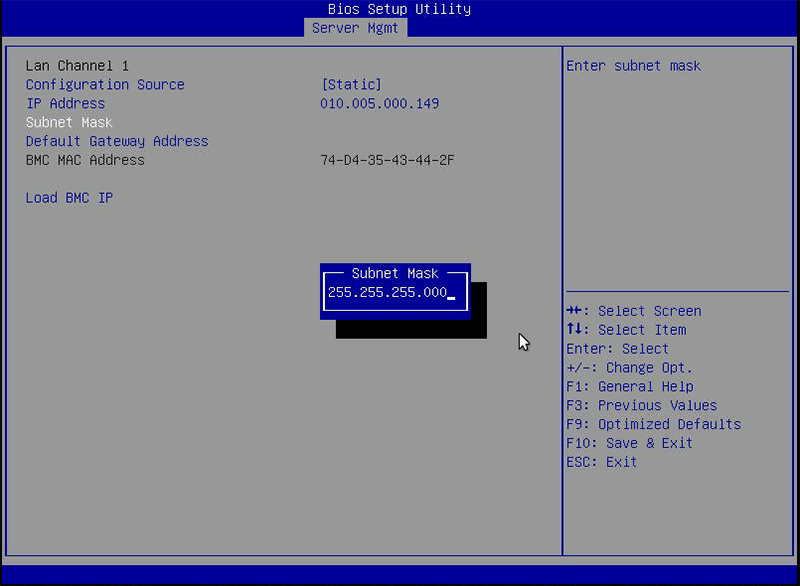 Bios Setup Utility
Server Mgmt
Lan Channel 1
Configuration Source [Static]
IP Address 010.005.000.149
Subnet Mask
Default Gateway Address
BMC MAC Address 74-D4-35-43-44-2F
Load BMC IP
Subnet Mask
255.255.255.000_
Enter subnet mask
→←: Select Screen
↑↓: Select Item
Enter: Select
+/-: Change Opt.
F1: General Help
F3: Previous Values
F9: Optimized Defaults
F10: Save & Exit
ESC: Exit